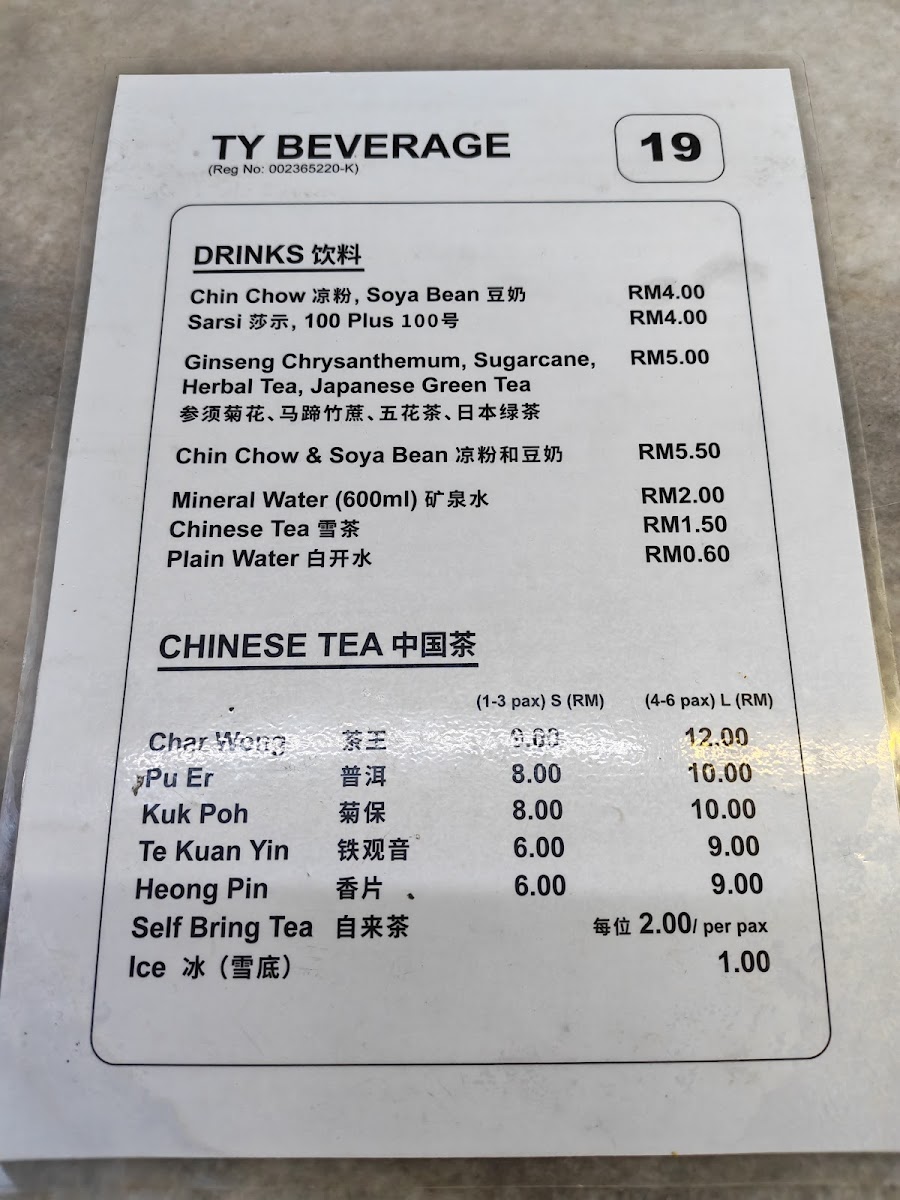 TY BEVERAGE
(Reg No: 002365220-K)
19
DRINKS 饮料
Chin Chow 凉粉, Soya Bean 豆奶 RM4.00
Sarsi 莎示, 100 Plus 100号 RM4.00
Ginseng Chrysanthemum, Sugarcane, RM5.00
Herbal Tea, Japanese Green Tea
参须菊花、马蹄竹蔗、五花茶、日本绿茶
Chin Chow & Soya Bean 凉粉和豆奶 RM5.50
Mineral Water (600ml) 矿泉水 RM2.00
Chinese Tea 雪茶 RM1.50
Plain Water 白开水 RM0.60
CHINESE TEA 中国茶
(1-3 pax) S (RM) (4-6 pax) L (RM)
Char Wong 茶王 9.00 12.00
Pu Er 普洱 8.00 10.00
Kuk Poh 菊保 8.00 10.00
Te Kuan Yin 铁观音 6.00 9.00
Heong Pin 香片 6.00 9.00
Self Bring Tea 自来茶 每位 2.00/ per pax
Ice 冰（雪底） 1.00